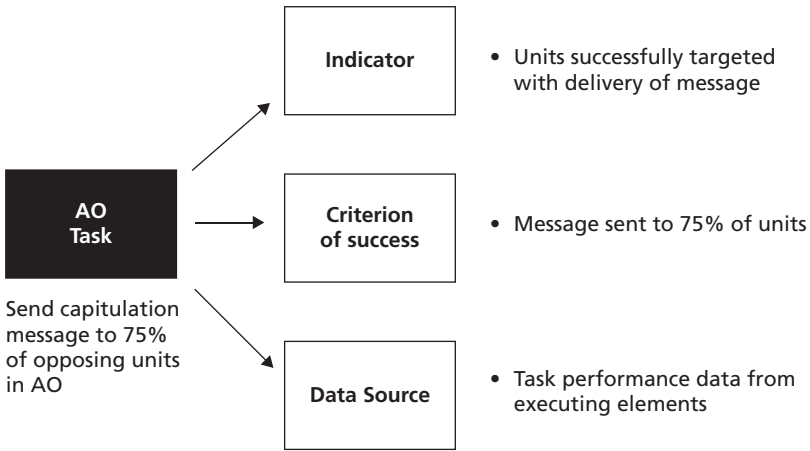 Indicator
• Units successfully targeted
with delivery of message
AO
Task
Send capitulation
message to 75%
of opposing units
in AO
Criterion
of success
• Message sent to 75% of units
Data Source
• Task performance data from
executing elements